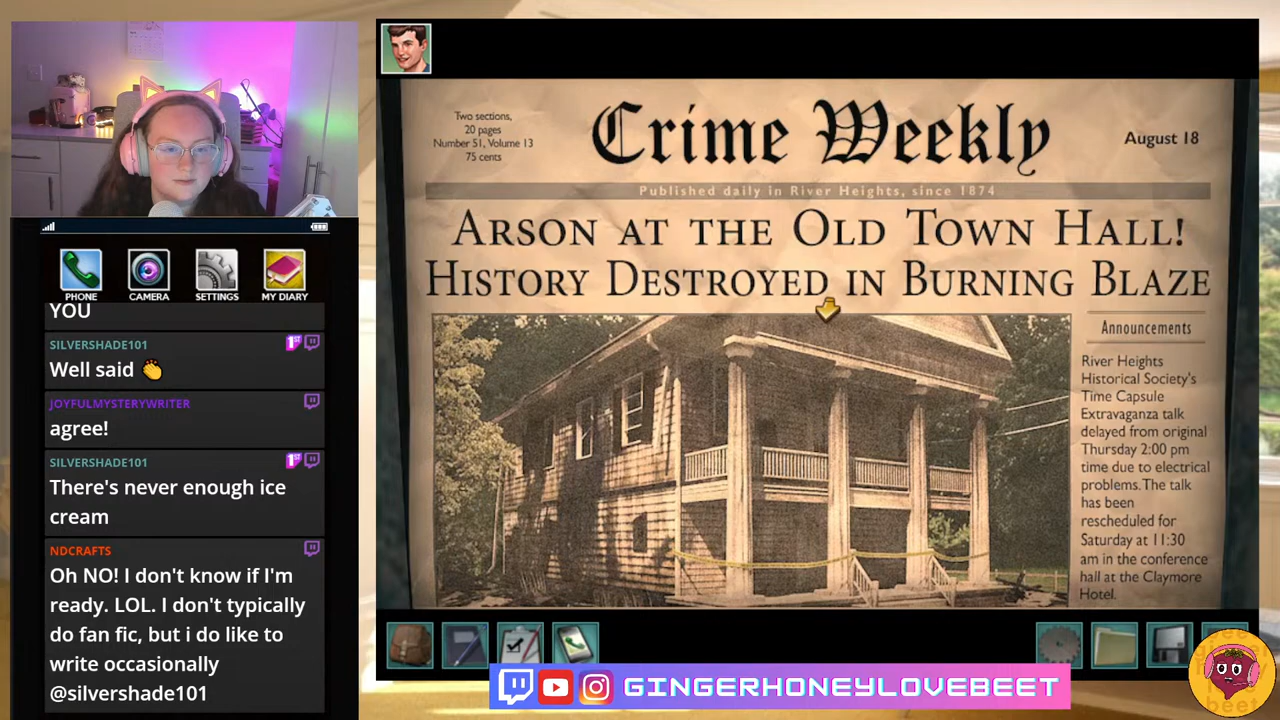 PHONE
CAMERA
SETTINGS
MY DIARY
YOU
SILVERSHADE101
Well said 👏
JOYFULMYSTERYWRITER
agree!
SILVERSHADE101
There's never enough ice
cream
NDCRAFTS
Oh NO! I don't know if I'm
ready. LOL. I don't typically
do fan fic, but i do like to
write occasionally
@silvershade101
Two sections,
20 pages
Number 51, Volume 13
75 cents
Crime Weekly
August 18
Published daily in River Heights, since 1874
ARSON AT THE OLD TOWN HALL!
HISTORY DESTROYED IN BURNING BLAZE
Announcements
River Heights
Historical Society's
Time Capsule
Extravaganza talk
delayed from original
Thursday 2:00 pm
time due to electrical
problems. The talk
has been
rescheduled for
Saturday at 11:30
am in the conference
hall at the Claymore
Hotel.
GINGERHONEYLOVEBEET